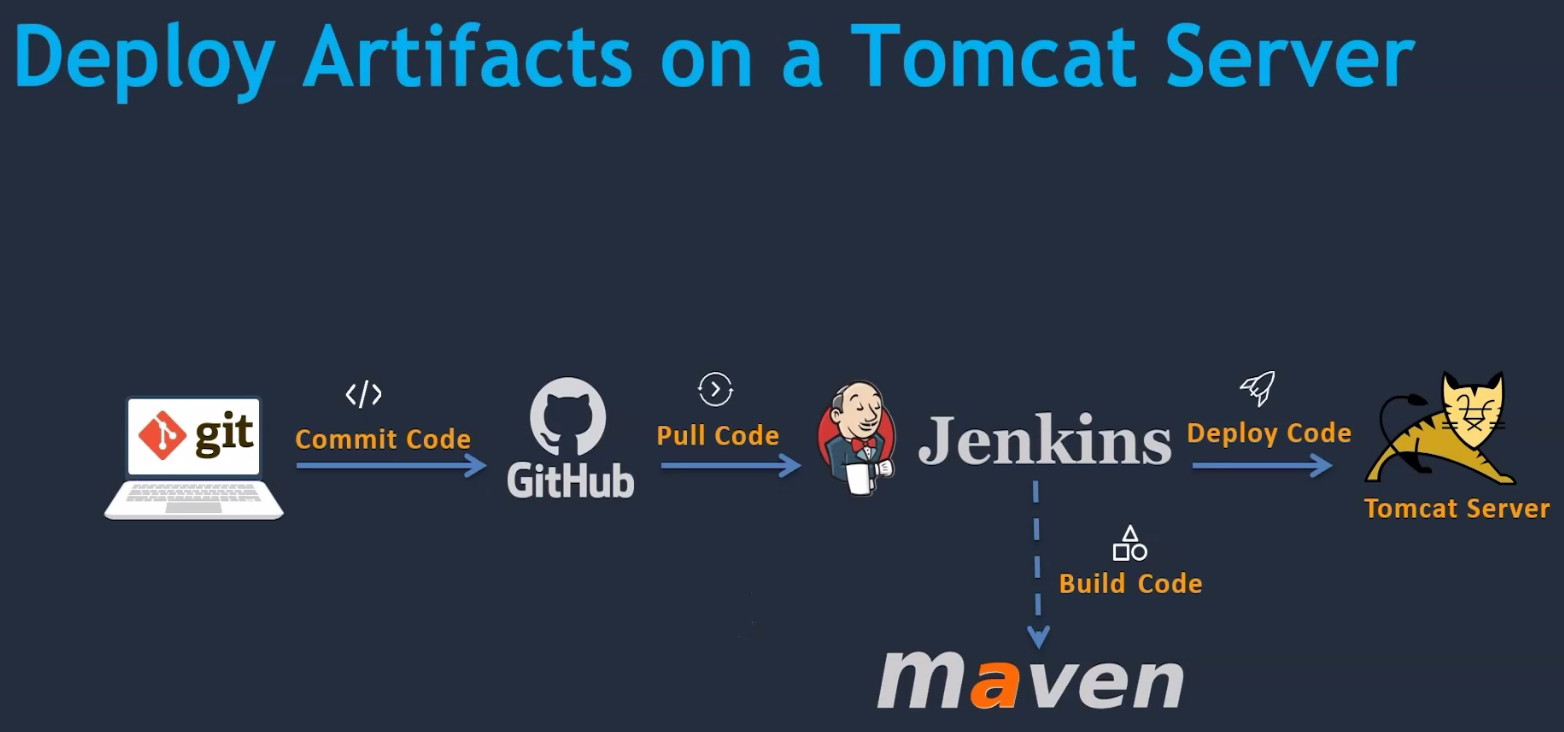 Deploy Artifacts on a Tomcat Server
git
Commit Code
GitHub
Pull Code
Jenkins
Deploy Code
Tomcat Server
Build Code
maven